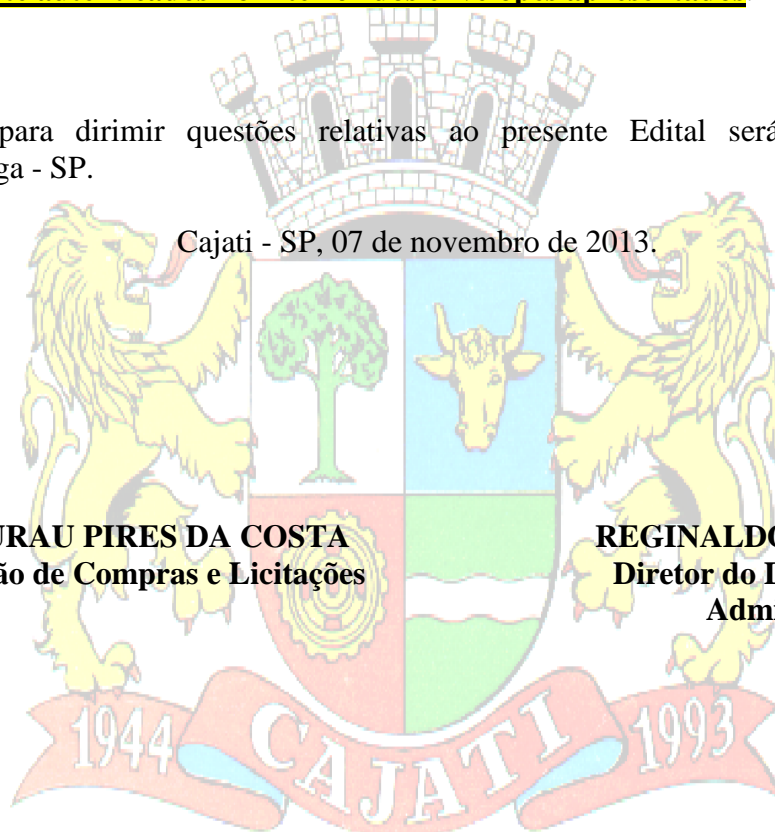 para dirimir questões relativas ao presente Edital será
ga - SP.
Cajati - SP, 07 de novembro de 2013.
URAU PIRES DA COSTA
REGINALDO
ão de Compras e Licitações
Diretor do D
Admi
1944 CAJATI 1993